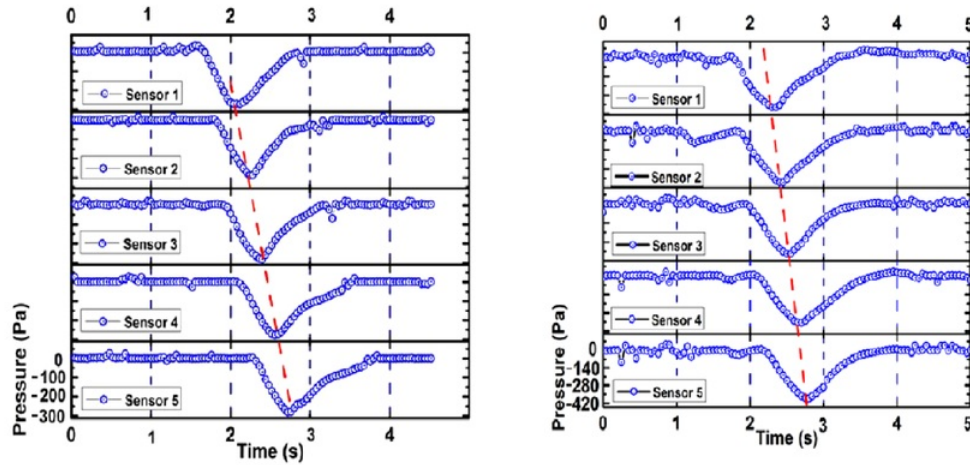 0 1 2 3 4
Sensor 1
Sensor 2
Sensor 3
Sensor 4
Sensor 5
Pressure (Pa)
0
-100
-200
-300
0 1 2 3 4
Time (s)
0 1 2 3 4 5
Sensor 1
Sensor 2
Sensor 3
Sensor 4
Sensor 5
Pressure (Pa)
0
-140
-280
-420
0 1 2 3 4 5
Time (s)